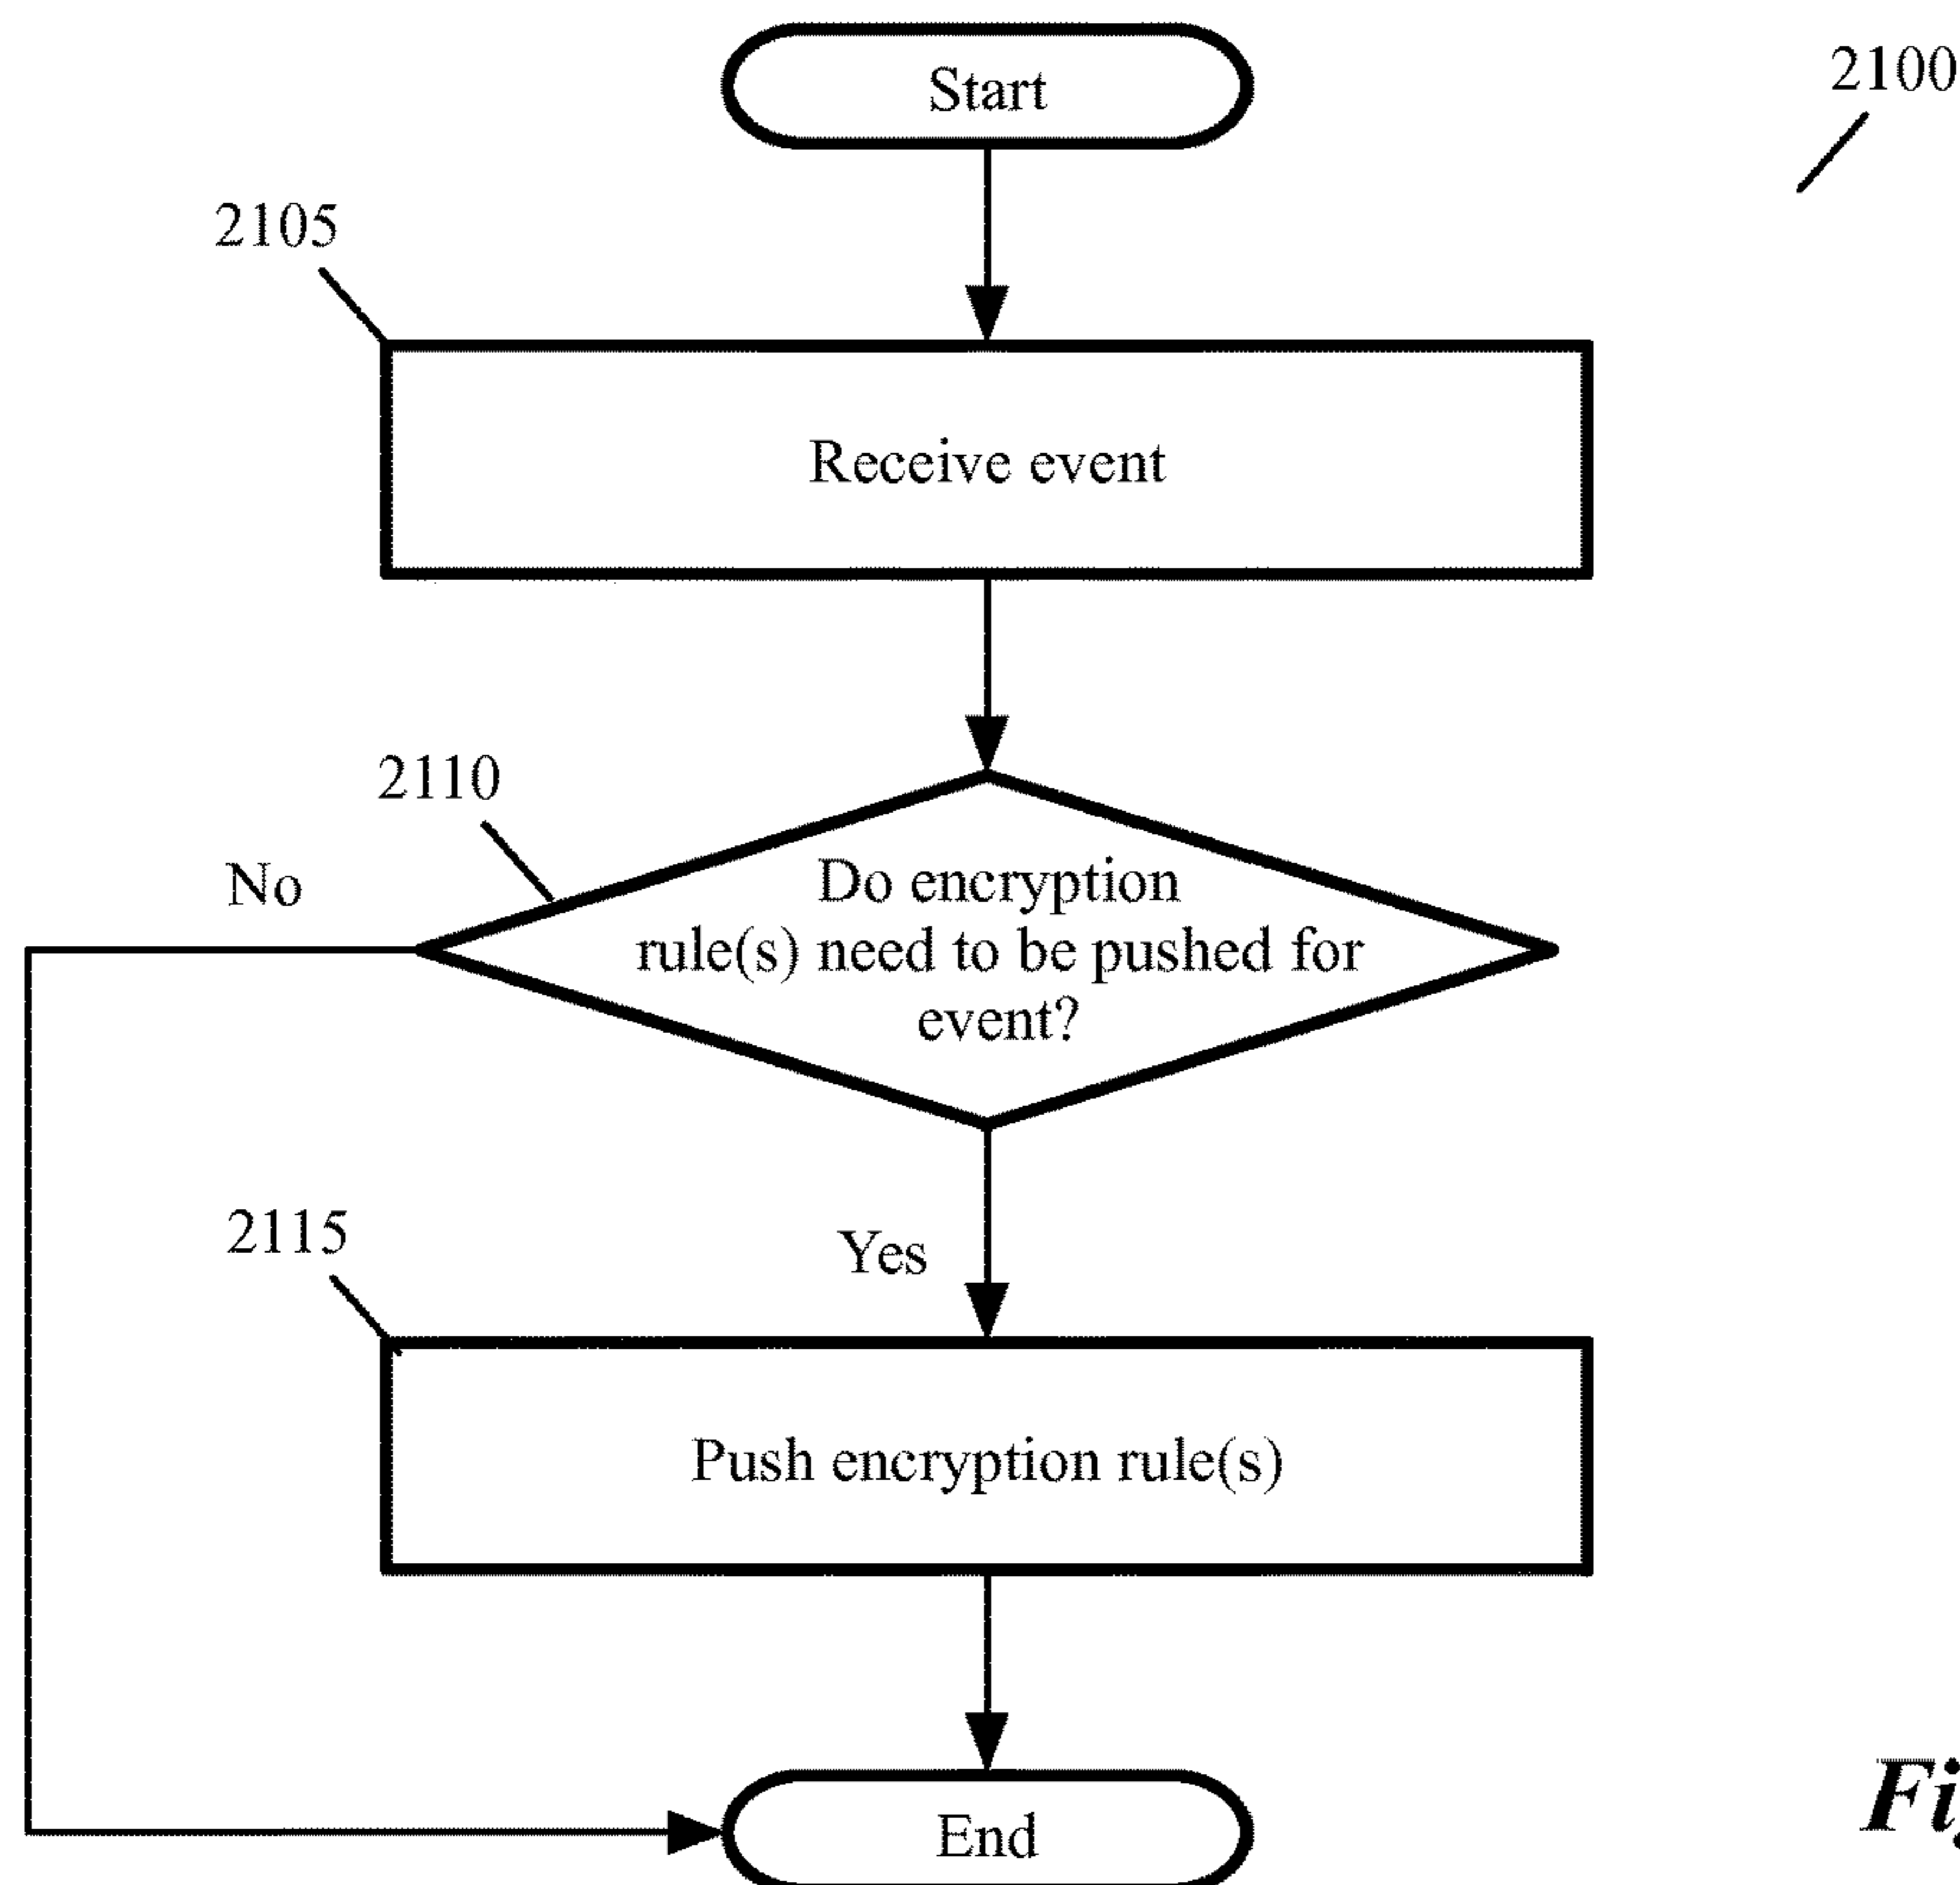 Start
2100
2105
Receive event
2110
No
Do encryption
rule(s) need to be pushed for
event?
2115
Yes
Push encryption rule(s)
End